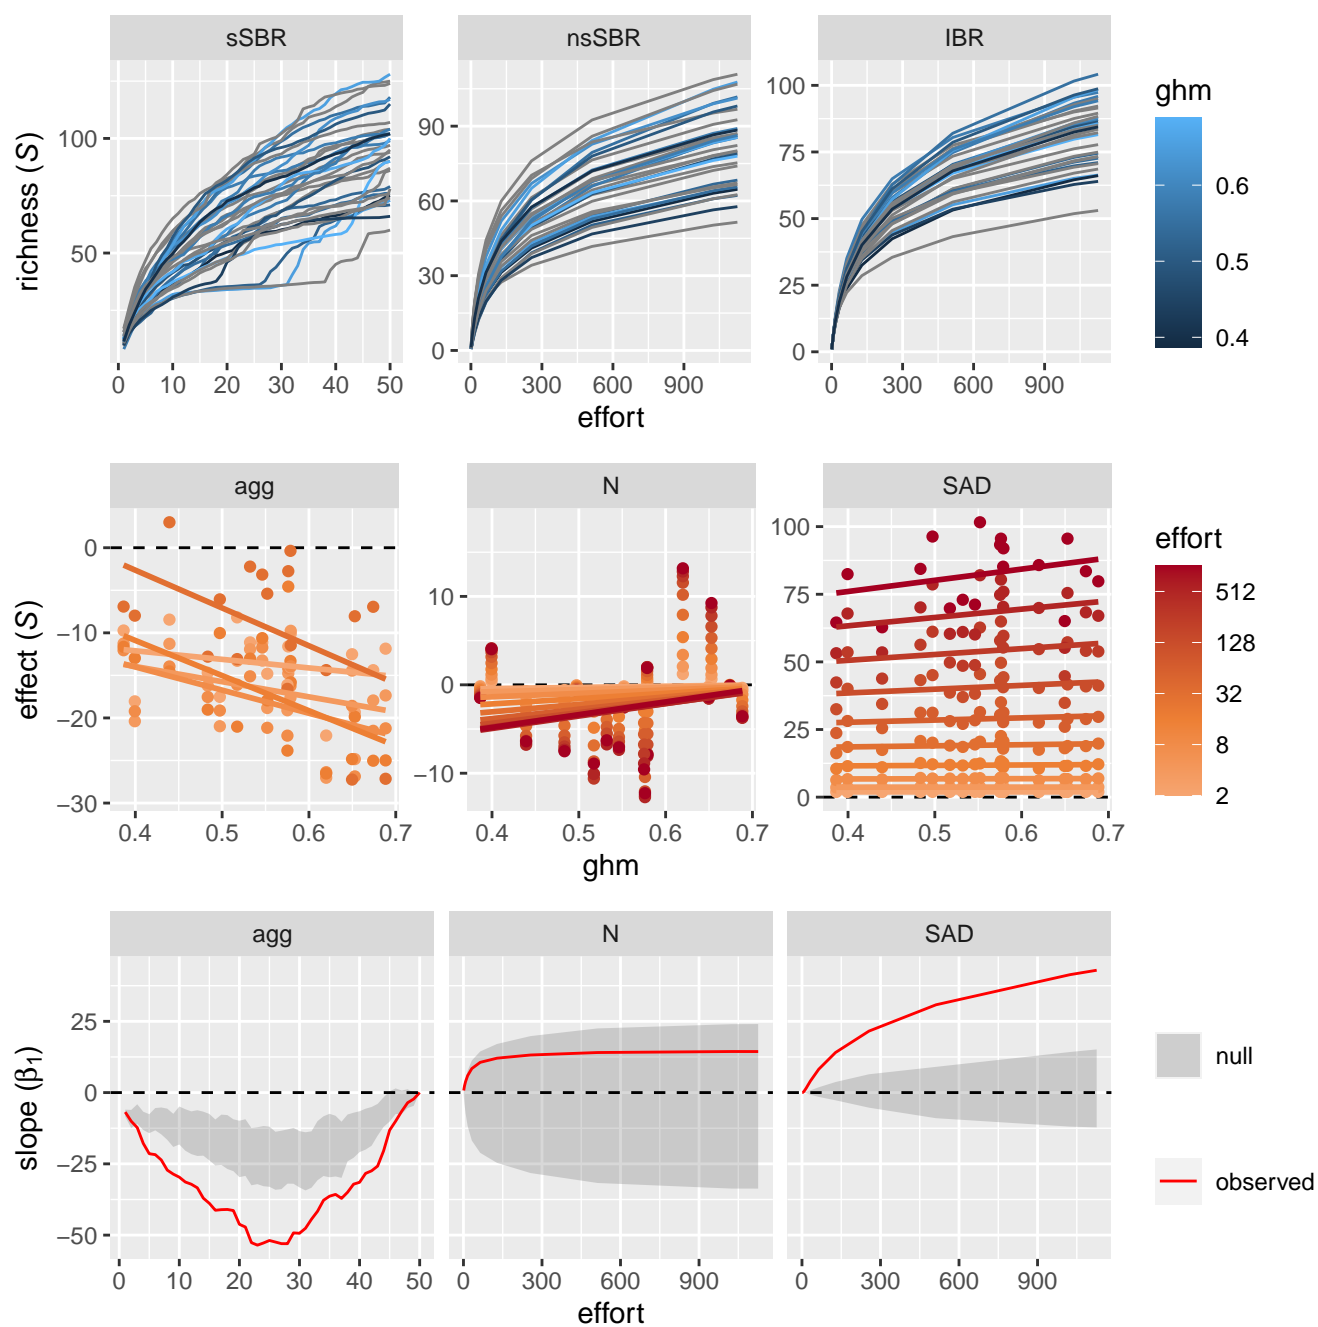 sSBR nsSBR IBR
richness (S)
100
50
90
60
30
0
100
75
50
25
0
0 10 20 30 40 50 0 300 600 900 0 300 600 900
effort
ghm
0.6
0.5
0.4
agg N SAD
effect (S)
0
−10
−20
−30
10
0
−10
100
75
50
25
0
0.4 0.5 0.6 0.7 0.4 0.5 0.6 0.7 0.4 0.5 0.6 0.7
ghm
effort
512
128
32
8
2
agg N SAD
slope (β1)
25
0
−25
−50
0 10 20 30 40 50 0 300 600 900 0 300 600 900
effort
null
observed